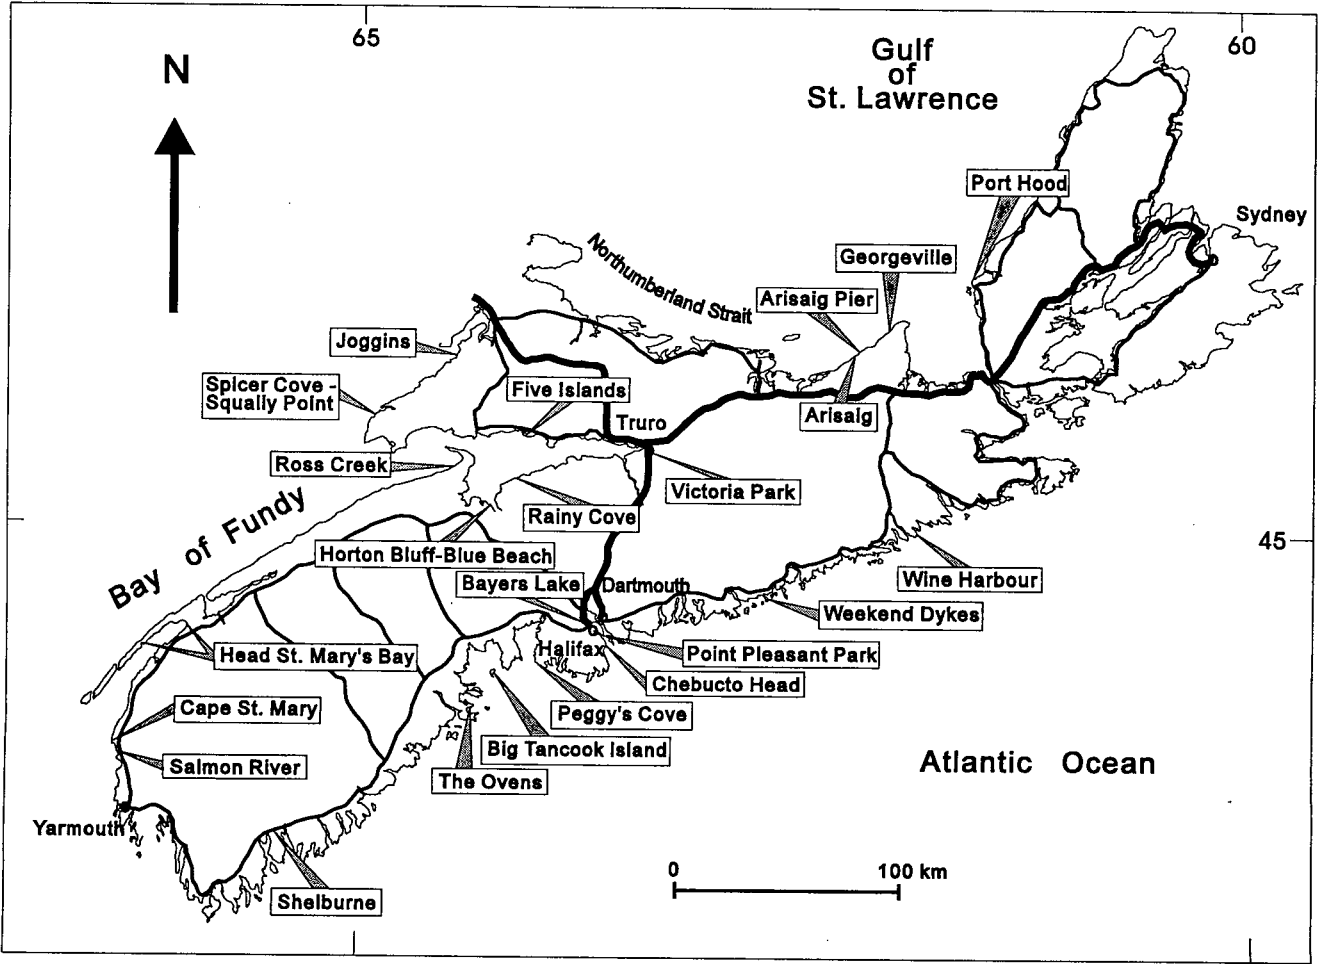 65
60
N
Gulf
of
St. Lawrence
Port Hood
Sydney
Northumberland Strait
Georgeville
Arisaig Pier
Joggins
Spicer Cove -
Squally Point
Five Islands
Truro
Arisaig
Ross Creek
Victoria Park
Rainy Cove
Bay of Fundy
Horton Bluff-Blue Beach
45
Bayers Lake
Dartmouth
Wine Harbour
Weekend Dykes
Halifax
Head St. Mary's Bay
Point Pleasant Park
Chebucto Head
Cape St. Mary
Peggy's Cove
Big Tancook Island
Salmon River
The Ovens
Atlantic Ocean
Yarmouth
0
100 km
Shelburne